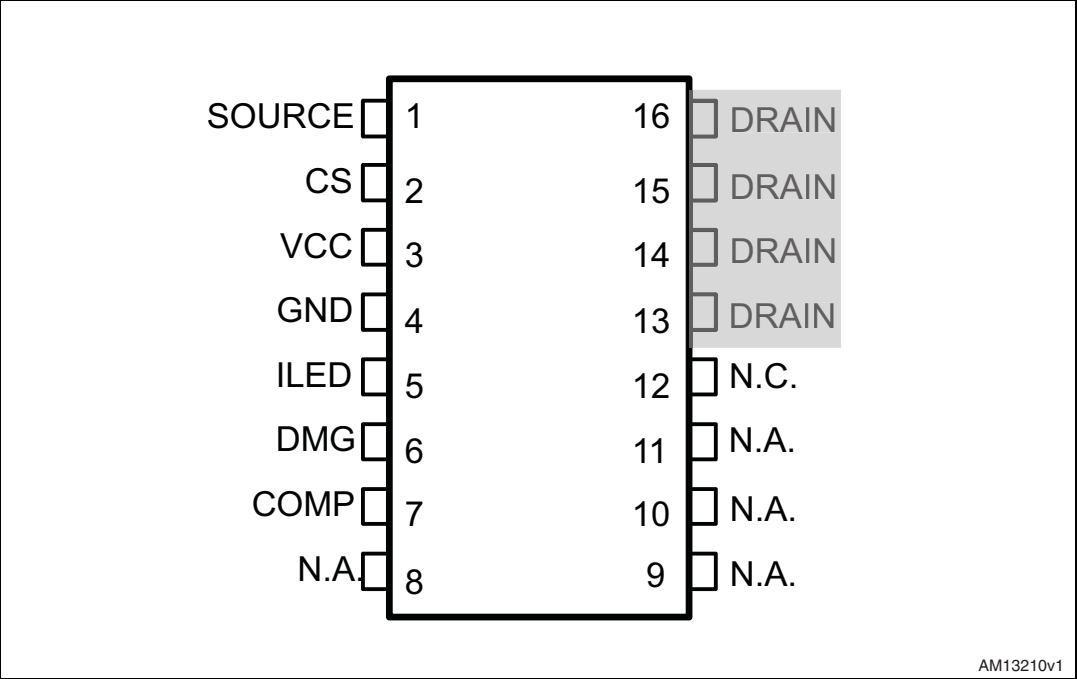 SOURCE 1 16 DRAIN
CS 2 15 DRAIN
VCC 3 14 DRAIN
GND 4 13 DRAIN
ILED 5 12 N.C.
DMG 6 11 N.A.
COMP 7 10 N.A.
N.A. 8 9 N.A.
AM13210v1